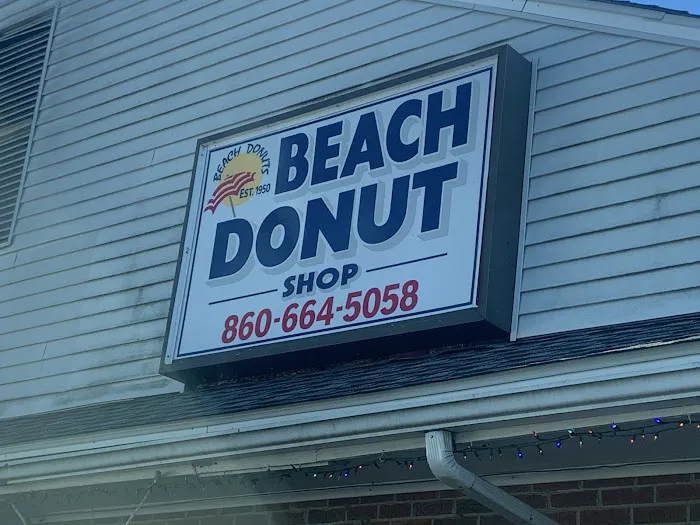 BEACH DONUTS
EST. 1950
BEACH
DONUT
SHOP
860-664-5058